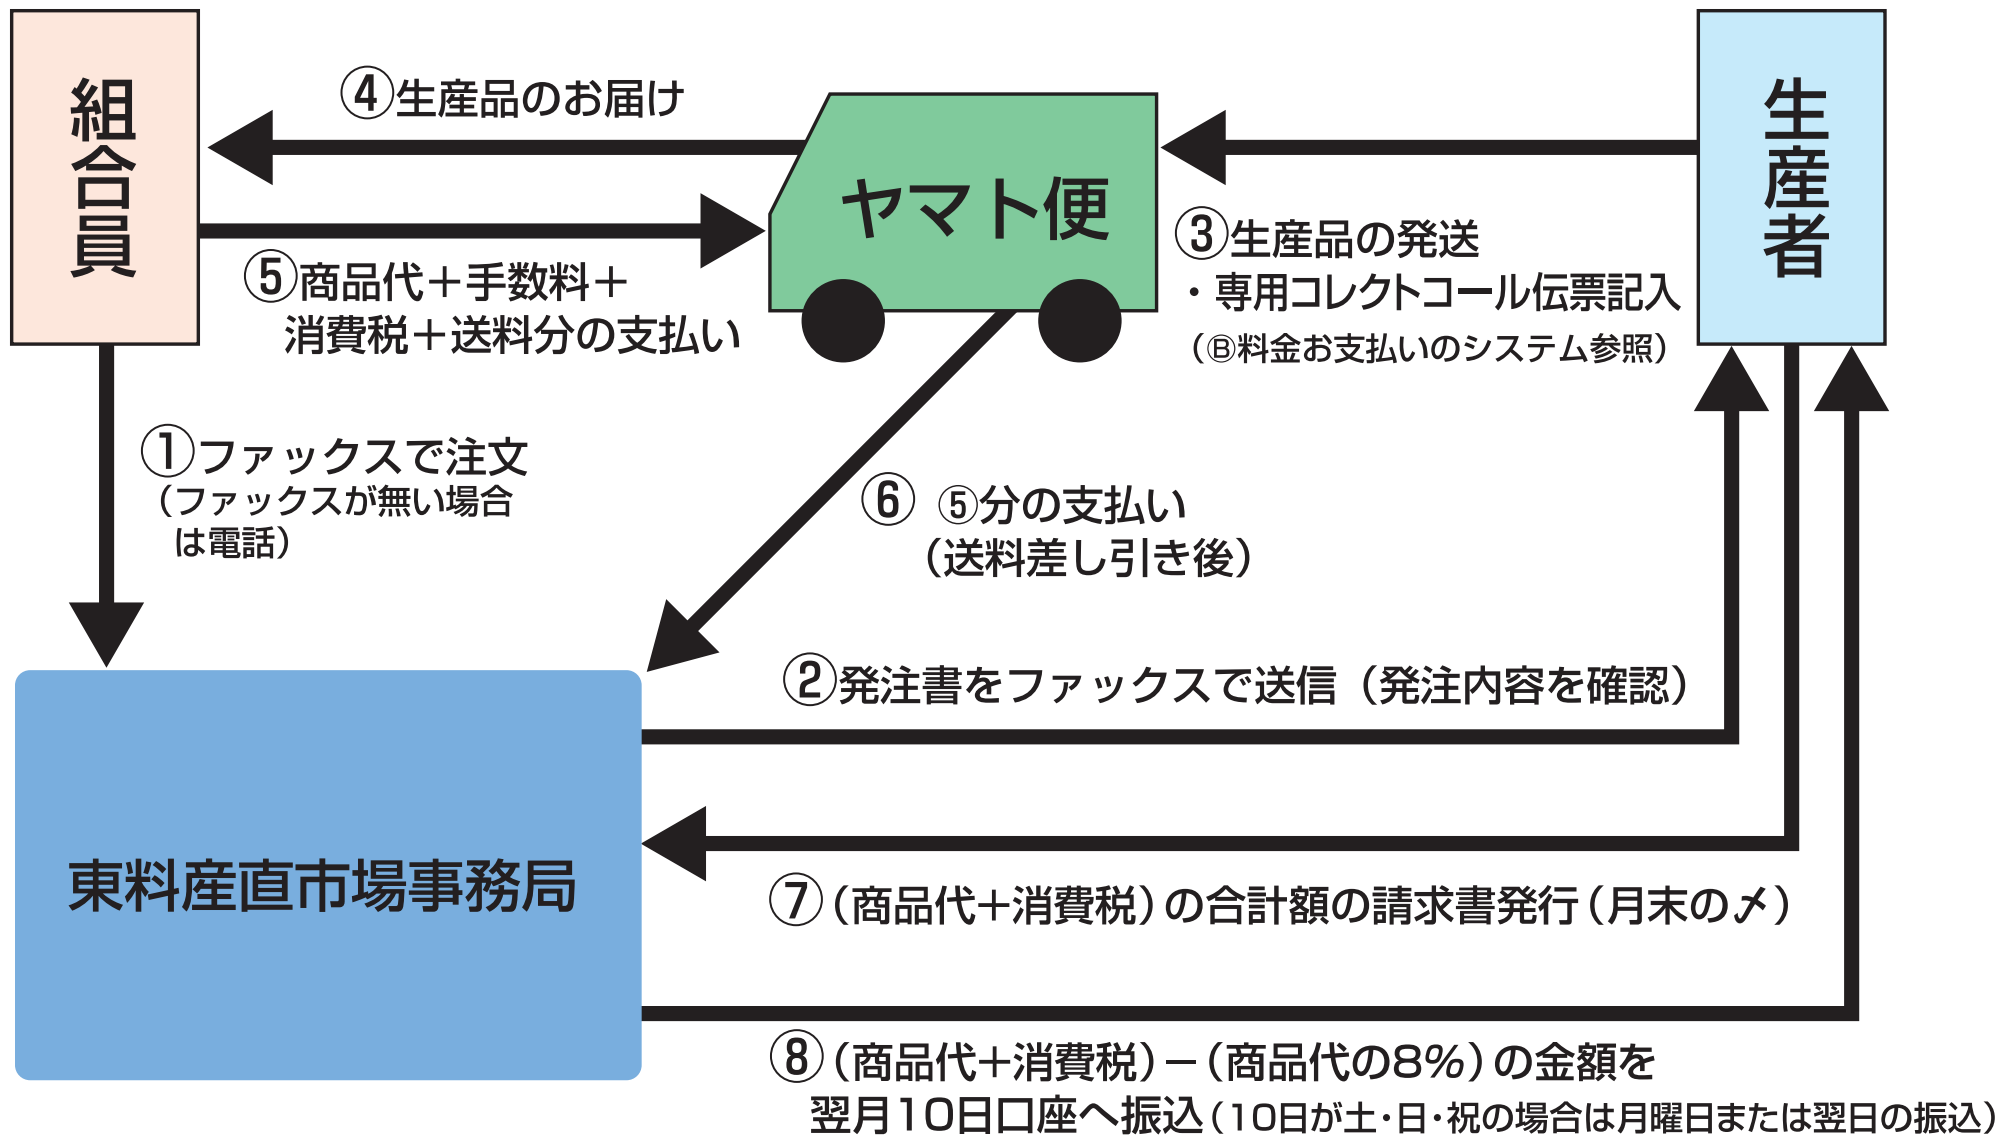 組合員
④生産品のお届け
ヤマト便
生産者
⑤商品代＋手数料＋
消費税＋送料分の支払い
③生産品の発送
・専用コレクトコール伝票記入
（Ⓑ料金お支払いのシステム参照）
①ファックスで注文
（ファックスが無い場合
は電話）
⑥ ⑤分の支払い
（送料差し引き後）
②発注書をファックスで送信（発注内容を確認）
東料産直市場事務局
⑦（商品代＋消費税）の合計額の請求書発行（月末の〆）
⑧（商品代＋消費税）−（商品代の8%）の金額を
翌月10日口座へ振込（10日が土・日・祝の場合は月曜日または翌日の振込）